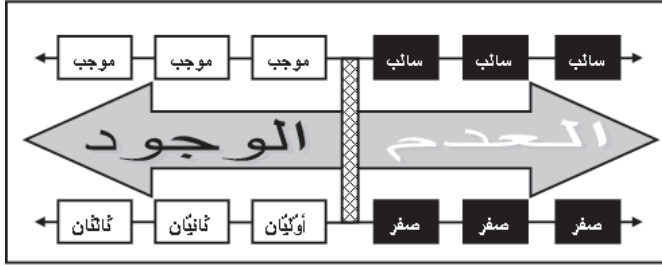 سالب سالب سالب موجب موجب موجب
العدم الوجود
صفر صفر صفر أوّليّان ثانيّان ثالثان